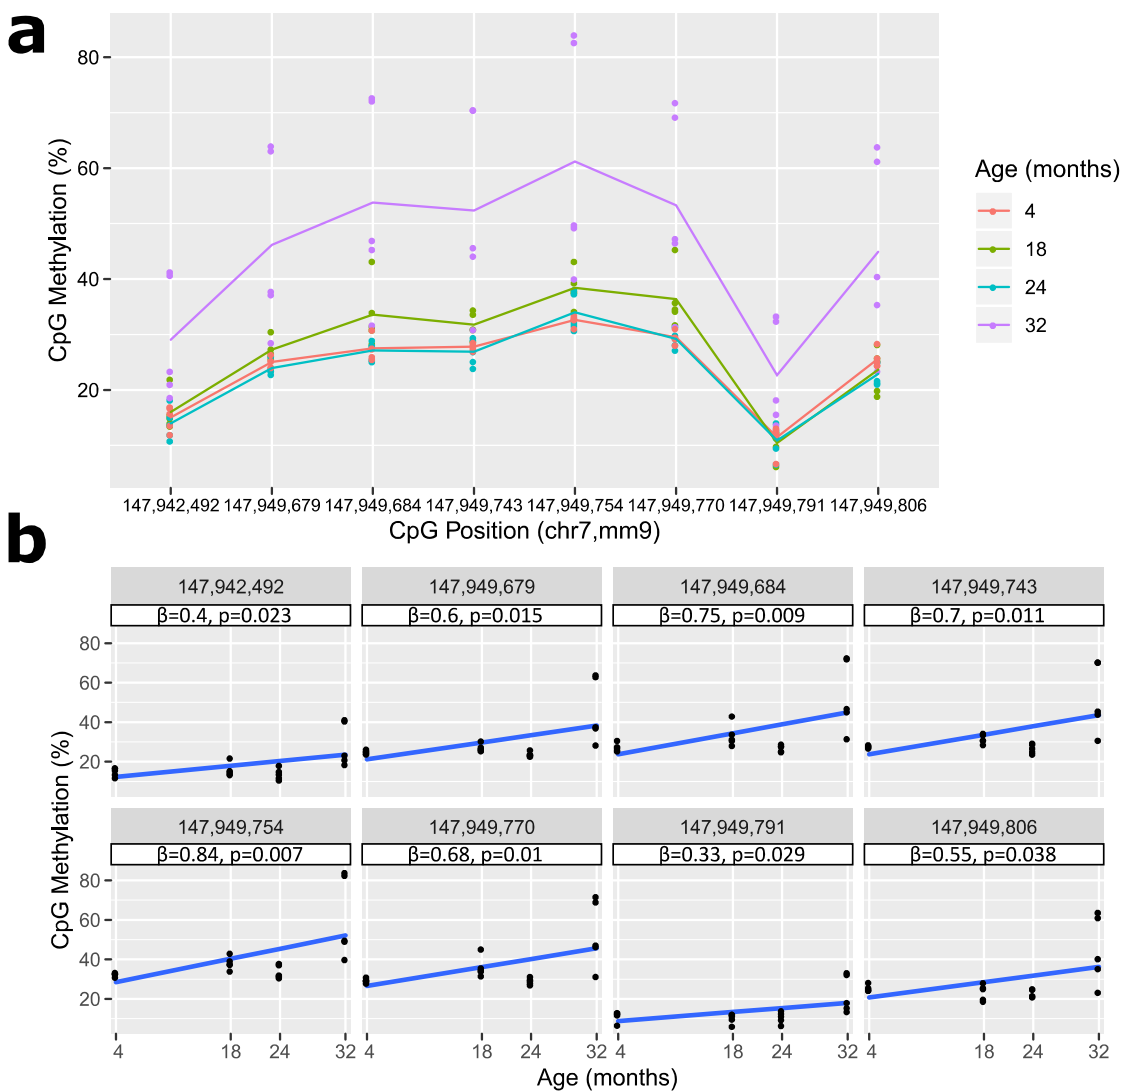 a
80
60
40
20
CpG Methylation (%)
147,942,492 147,949,679 147,949,684 147,949,743 147,949,754 147,949,770 147,949,791 147,949,806
CpG Position (chr7,mm9)
Age (months)
4
18
24
32
b
147,942,492 147,949,679 147,949,684 147,949,743
β=0.4, p=0.023 β=0.6, p=0.015 β=0.75, p=0.009 β=0.7, p=0.011
80
60
40
20
CpG Methylation (%)
147,949,754 147,949,770 147,949,791 147,949,806
β=0.84, p=0.007 β=0.68, p=0.01 β=0.33, p=0.029 β=0.55, p=0.038
80
60
40
20
4 18 24 32 4 18 24 32 4 18 24 32 4 18 24 32
Age (months)